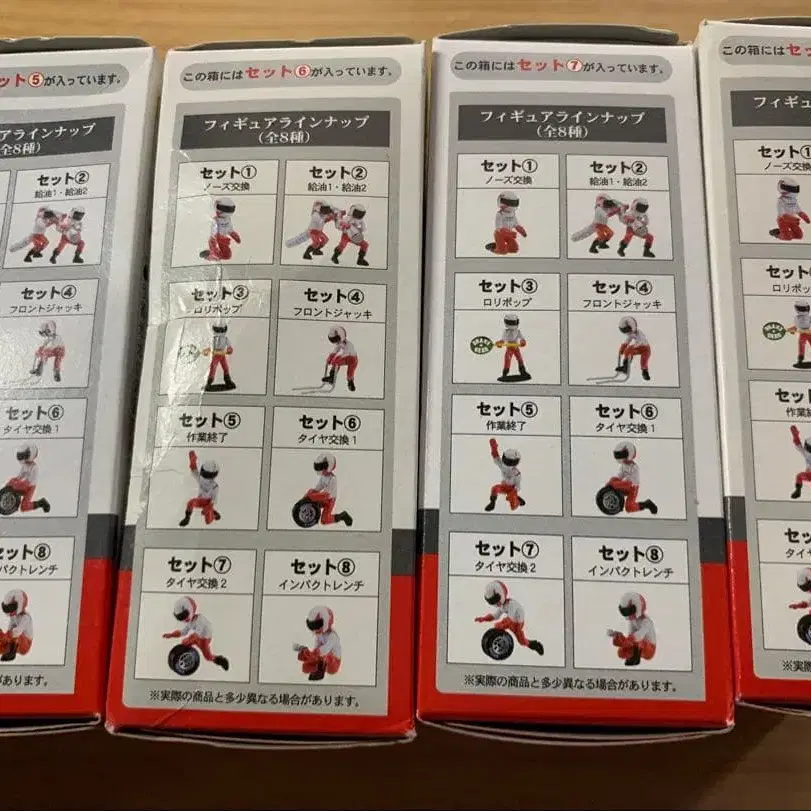 ット⑤が入っています。
アラインナップ
全8種）
セット②
給油1・給油2
セット④
フロントジャッキ
セット⑥
タイヤ交換1
ット⑧
パクトレンチ
があります。
この箱にはセット⑥が入っています。
フィギュアラインナップ
（全8種）
セット①
ノーズ交換
セット②
給油1・給油2
セット③
ロリポップ
セット④
フロントジャッキ
セット⑤
作業終了
セット⑥
タイヤ交換1
セット⑦
タイヤ交換2
セット⑧
インパクトレンチ
※実際の商品と多少異なる場合があります。
この箱にはセット⑦が入っています。
フィギュアラインナップ
（全8種）
セット①
ノーズ交換
セット②
給油1・給油2
セット③
ロリポップ
セット④
フロントジャッキ
セット⑤
作業終了
セット⑥
タイヤ交換1
セット⑦
タイヤ交換2
セット⑧
インパクトレンチ
※実際の商品と多少異なる場合があります。
この箱にはセッ
フィギュ
セット①
ノーズ交換
セッ
ロリポッ
セッ
作業
セッ
タイヤ
※実